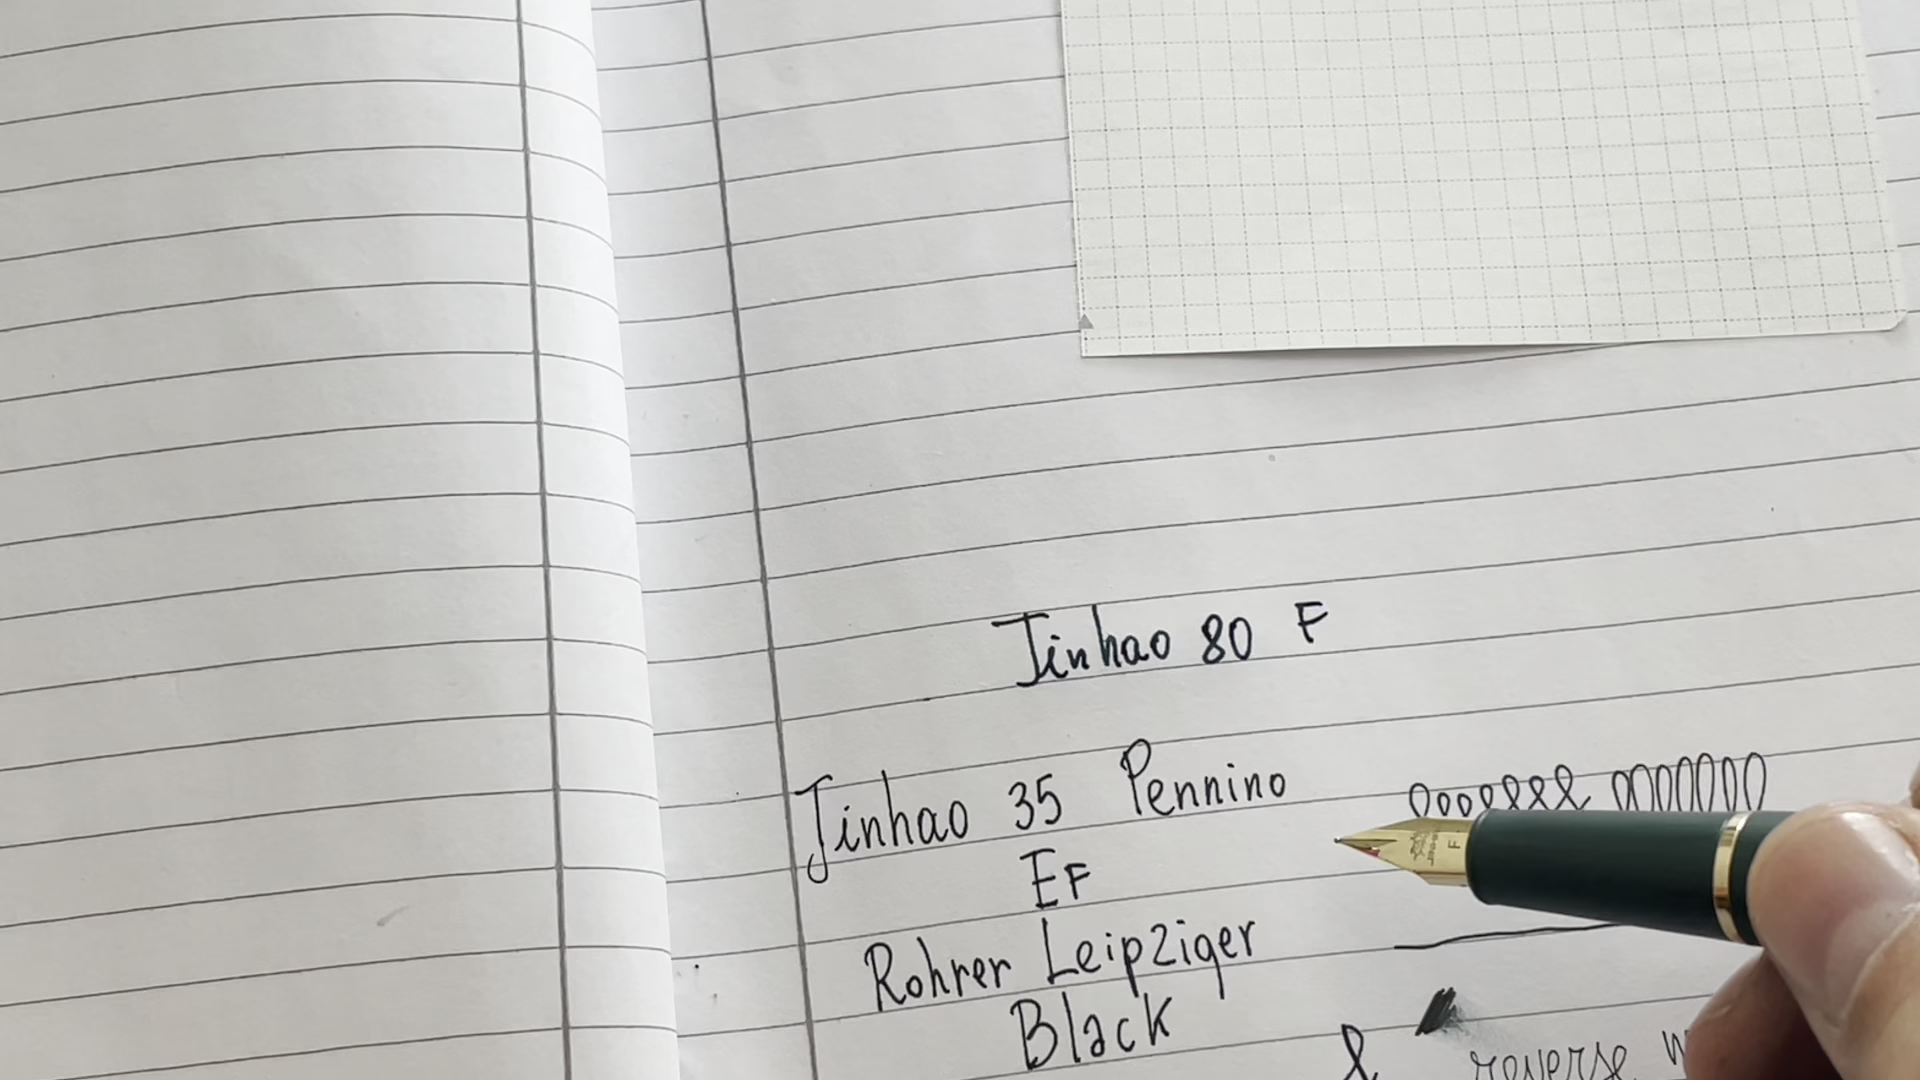 Jinhao 80 F
Jinhao 35 Pennino
EF
Rohrer Leipziger
Black
& reverse
F